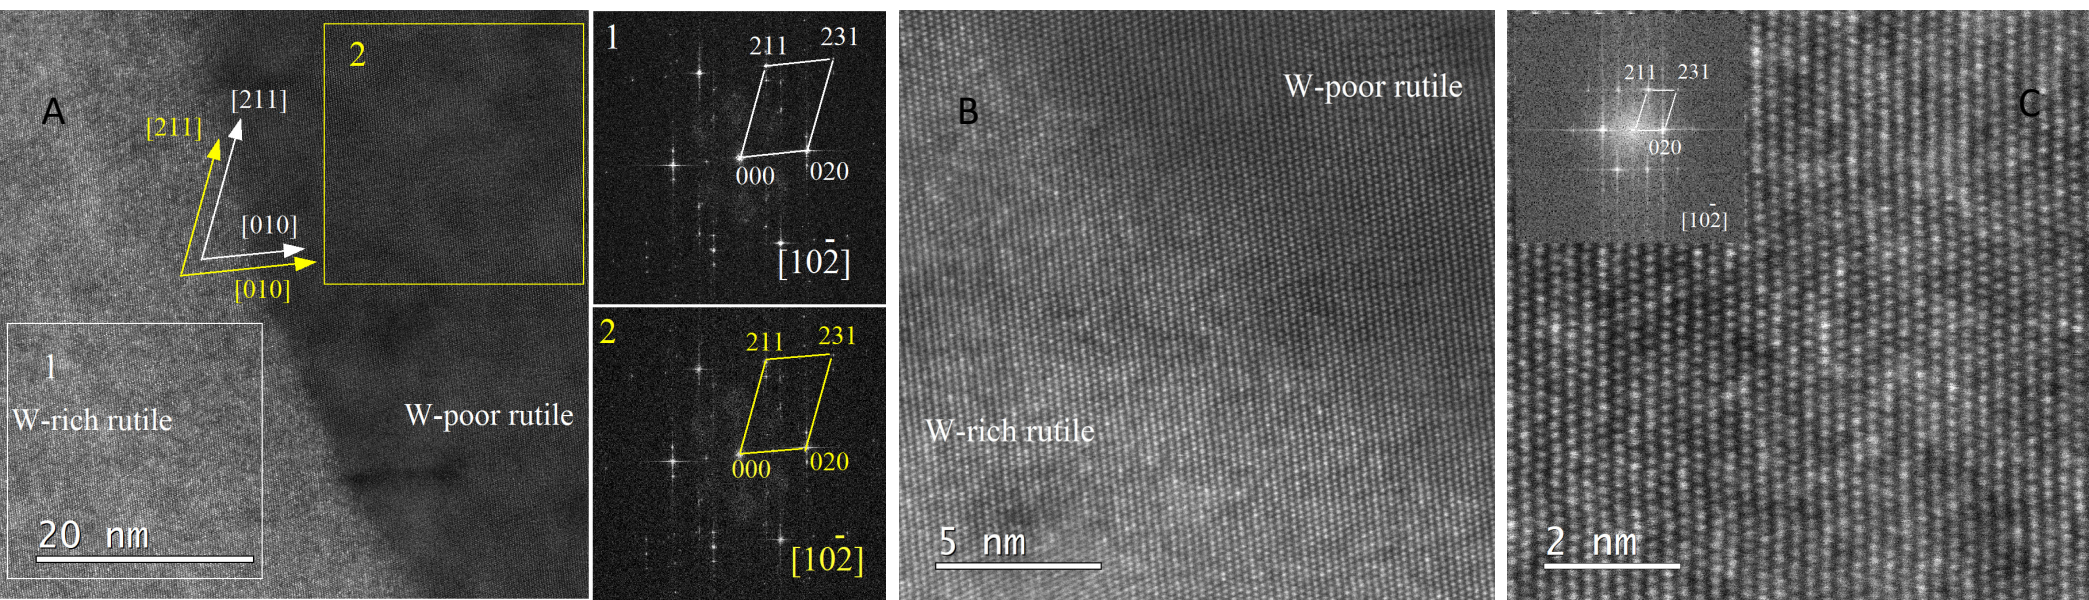 A
2
[211]
[211]
[010]
[010]
1
W-rich rutile
W-poor rutile
20 nm
1
211
231
000
020
[102̄]
2
211
231
000
020
[102̄]
B
W-poor rutile
W-rich rutile
5 nm
C
211
231
020
[102̄]
2 nm